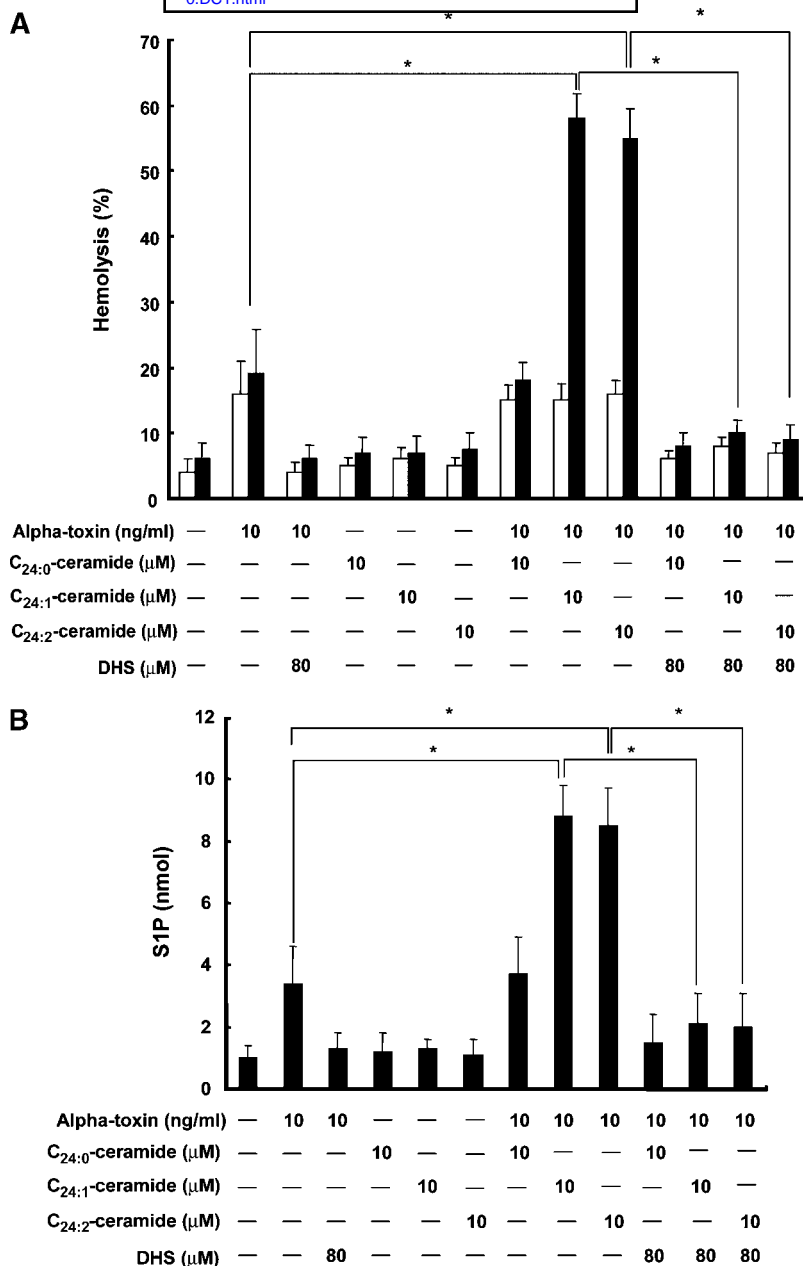 6.DC1.html
A
*
*
*
*
70
60
50
40
30
20
10
0
Hemolysis (%)
Alpha-toxin (ng/ml) — 10 10 — — — 10 10 10 10 10 10
C24:0-ceramide (μM) — — — 10 — — 10 — — 10 — —
C24:1-ceramide (μM) — — — — 10 — — 10 — — 10 —
C24:2-ceramide (μM) — — — — — 10 — — 10 — — 10
DHS (μM) — — 80 — — — — — — 80 80 80
B
*
*
*
*
12
10
8
6
4
2
0
S1P (nmol)
Alpha-toxin (ng/ml) — 10 10 — — — 10 10 10 10 10 10
C24:0-ceramide (μM) — — — 10 — — 10 — — 10 — —
C24:1-ceramide (μM) — — — — 10 — — 10 — — 10 —
C24:2-ceramide (μM) — — — — — 10 — — 10 — — 10
DHS (μM) — — 80 — — — — — — 80 80 80